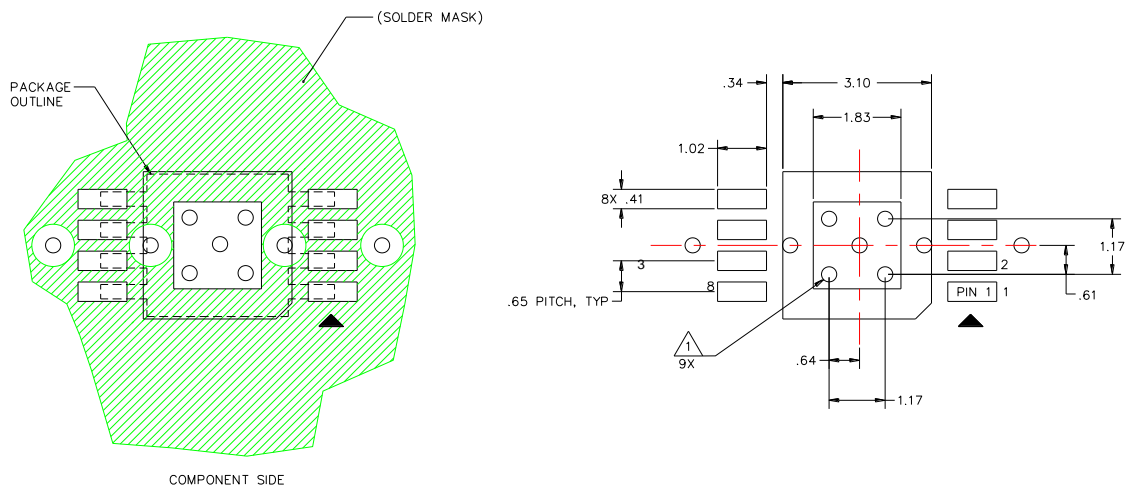 (SOLDER MASK)
PACKAGE
OUTLINE
COMPONENT SIDE
.34
3.10
1.83
1.02
8X .41
3
8
.65 PITCH, TYP
1
9X
.64
1.17
2
PIN 1 1
1.17
.61